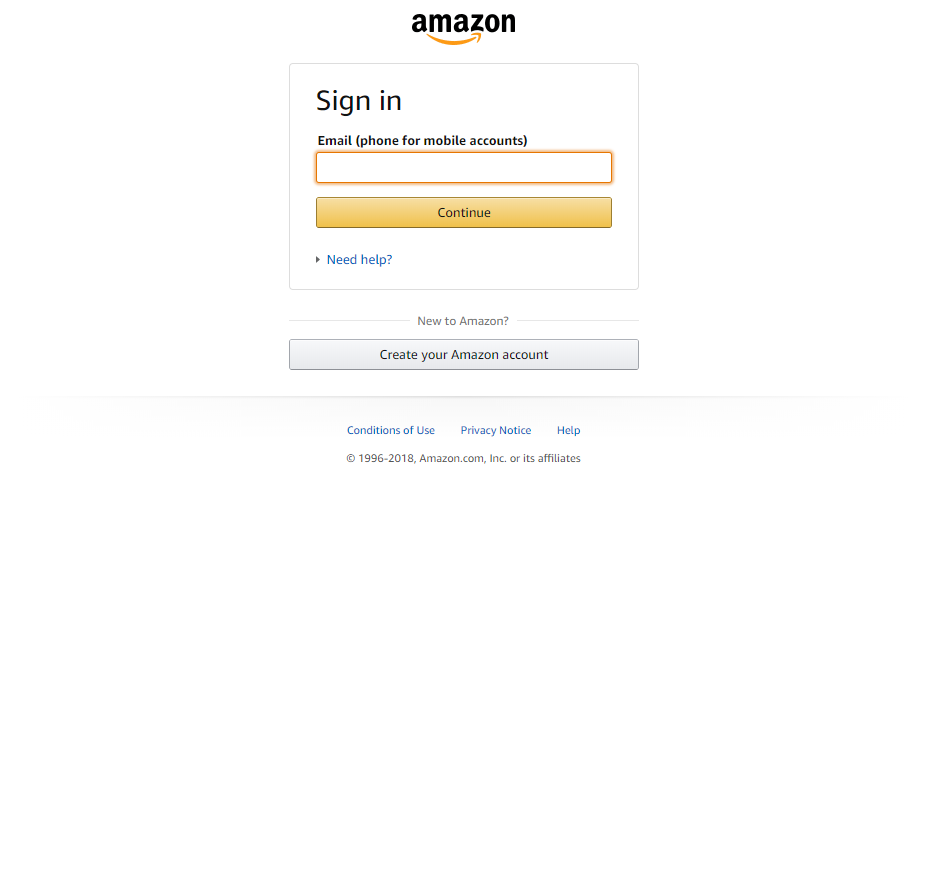 amazon
Sign in
Email (phone for mobile accounts)
Continue
Need help?
New to Amazon?
Create your Amazon account
Conditions of Use Privacy Notice Help
© 1996-2018, Amazon.com, Inc. or its affiliates